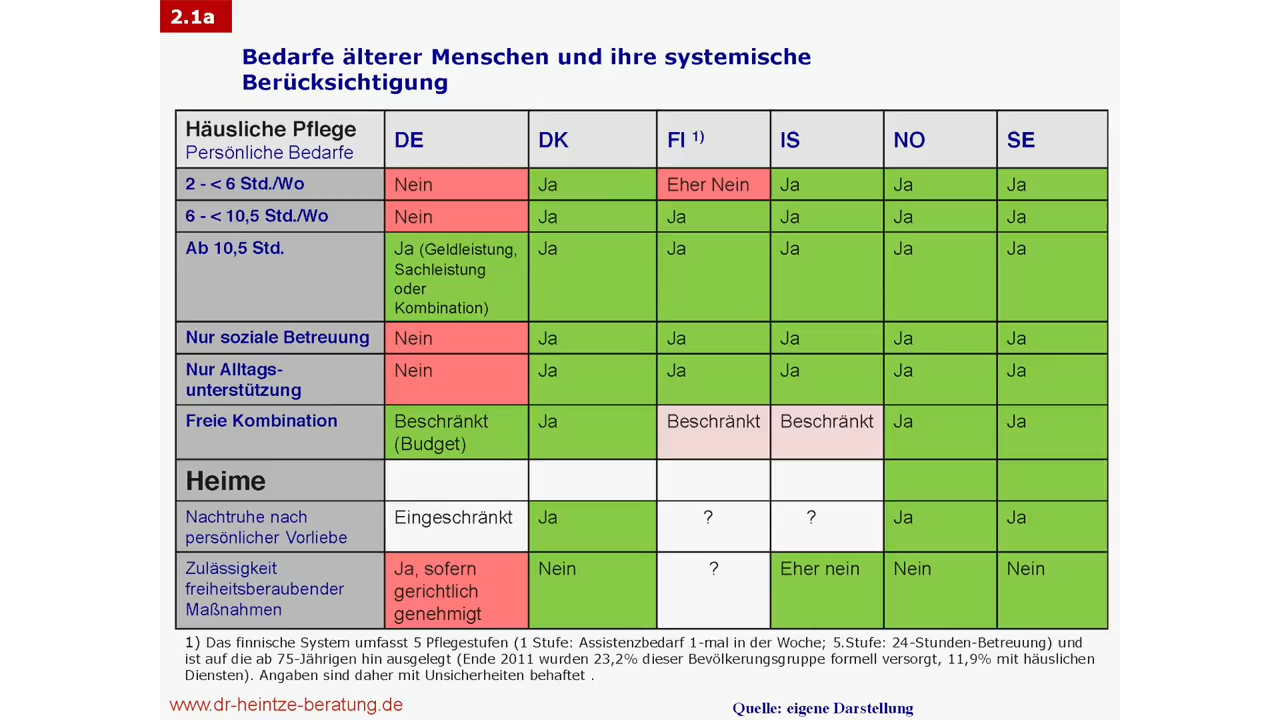 2.1a
Bedarfe älterer Menschen und ihre systemische
Berücksichtigung
Häusliche Pflege
Persönliche Bedarfe
DE
DK
FI 1)
IS
NO
SE
2 - < 6 Std./Wo
Nein
Ja
Eher Nein
Ja
Ja
Ja
6 - < 10,5 Std./Wo
Nein
Ja
Ja
Ja
Ja
Ja
Ab 10,5 Std.
Ja (Geldleistung,
Sachleistung
oder
Kombination)
Ja
Ja
Ja
Ja
Ja
Nur soziale Betreuung
Nein
Ja
Ja
Ja
Ja
Ja
Nur Alltags-
unterstützung
Nein
Ja
Ja
Ja
Ja
Ja
Freie Kombination
Beschränkt
(Budget)
Ja
Beschränkt
Beschränkt
Ja
Ja
Heime
Nachtruhe nach
persönlicher Vorliebe
Eingeschränkt
Ja
?
?
Ja
Ja
Zulässigkeit
freiheitsberaubender
Maßnahmen
Ja, sofern
gerichtlich
genehmigt
Nein
?
Eher nein
Nein
Nein
1) Das finnische System umfasst 5 Pflegestufen (1 Stufe: Assistenzbedarf 1-mal in der Woche; 5.Stufe: 24-Stunden-Betreuung) und
ist auf die ab 75-Jährigen hin ausgelegt (Ende 2011 wurden 23,2% dieser Bevölkerungsgruppe formell versorgt, 11,9% mit häuslichen
Diensten). Angaben sind daher mit Unsicherheiten behaftet .
www.dr-heintze-beratung.de
Quelle: eigene Darstellung